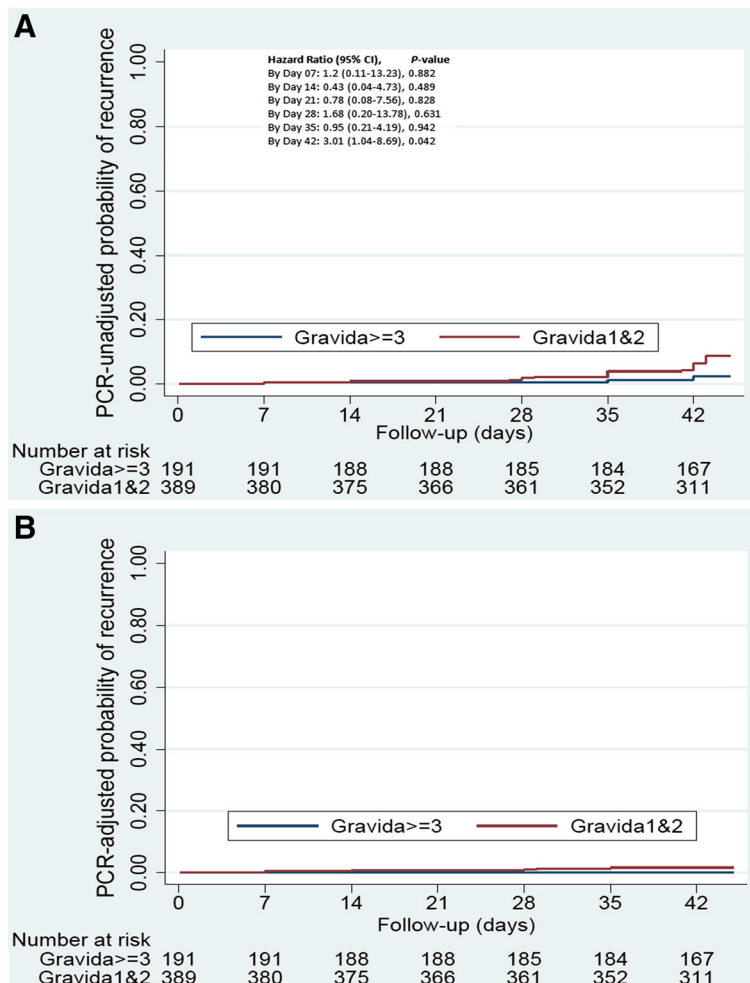 A
PCR-unadjusted probability of recurrence
1.00
0.80
0.60
0.40
0.20
0.00
Hazard Ratio (95% CI), P-value
By Day 07: 1.2 (0.11-13.23), 0.882
By Day 14: 0.43 (0.04-4.73), 0.489
By Day 21: 0.78 (0.08-7.56), 0.828
By Day 28: 1.68 (0.20-13.78), 0.631
By Day 35: 0.95 (0.21-4.19), 0.942
By Day 42: 3.01 (1.04-8.69), 0.042
Gravida>=3 Gravida1&2
0 7 14 21 28 35 42
Follow-up (days)
Number at risk
Gravida>=3 191 191 188 188 185 184 167
Gravida1&2 389 380 375 366 361 352 311
B
PCR-adjusted probability of recurrence
1.00
0.80
0.60
0.40
0.20
0.00
Gravida>=3 Gravida1&2
0 7 14 21 28 35 42
Follow-up (days)
Number at risk
Gravida>=3 191 191 188 188 185 184 167
Gravida1&2 389 380 375 366 361 352 311